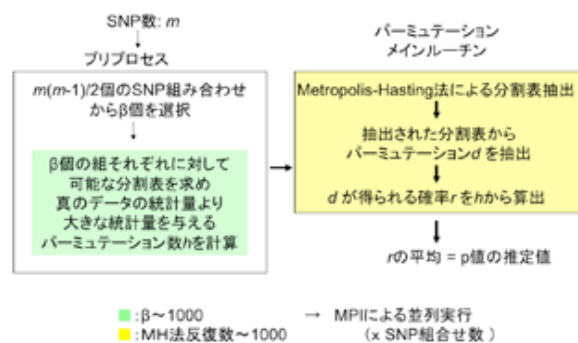 SNP数: m
プリプロセス
m(m-1)/2個のSNP組み合わせ
からβ個を選択
β個の組それぞれに対して
可能な分割表を求め
真のデータの統計量より
大きな統計量を与える
パーミュテーション数hを計算
パーミュテーション
メインルーチン
Metropolis-Hasting法による分割表抽出
抽出された分割表から
パーミュテーションd を抽出
d が得られる確率r をhから算出
rの平均 = p値の推定値
:β～1000 → MPIによる並列実行
:MH法反復数～1000 (x SNP組合せ数)